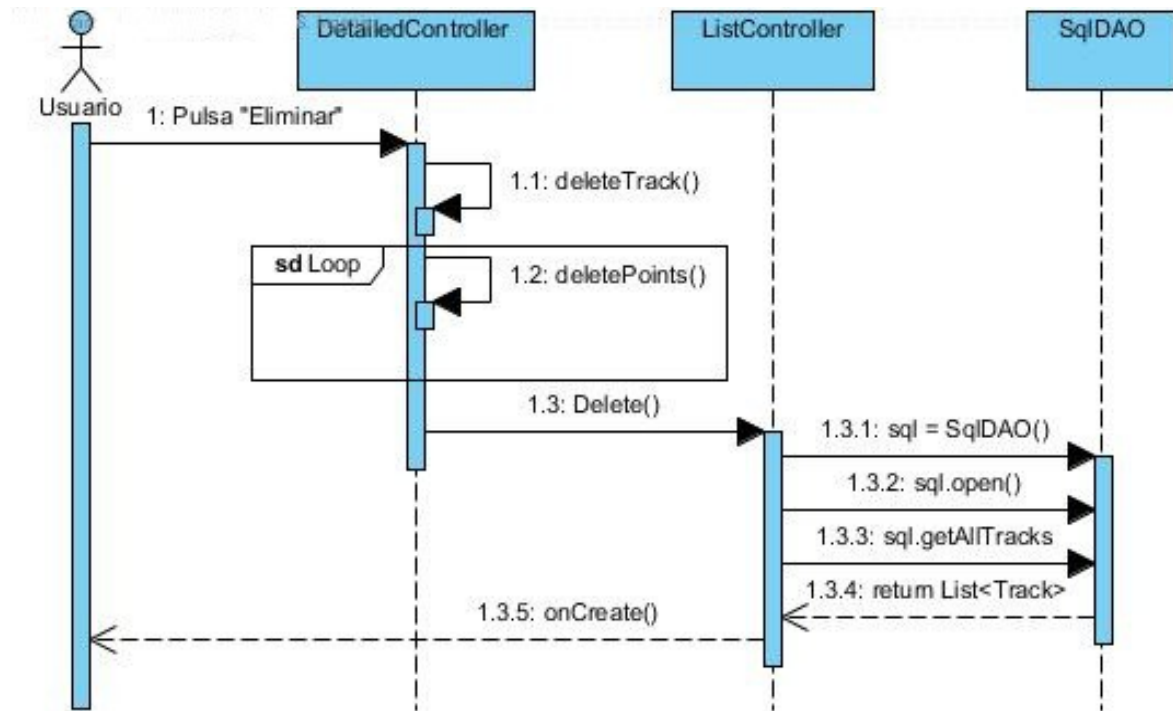 DetailedController
ListController
SqlDAO
Usuario
1: Pulsa "Eliminar"
1.1: deleteTrack()
sd Loop
1.2: deletePoints()
1.3: Delete()
1.3.1: sql = SqlDAO()
1.3.2: sql.open()
1.3.3: sql.getAllTracks
1.3.4: return List<Track>
1.3.5: onCreate()